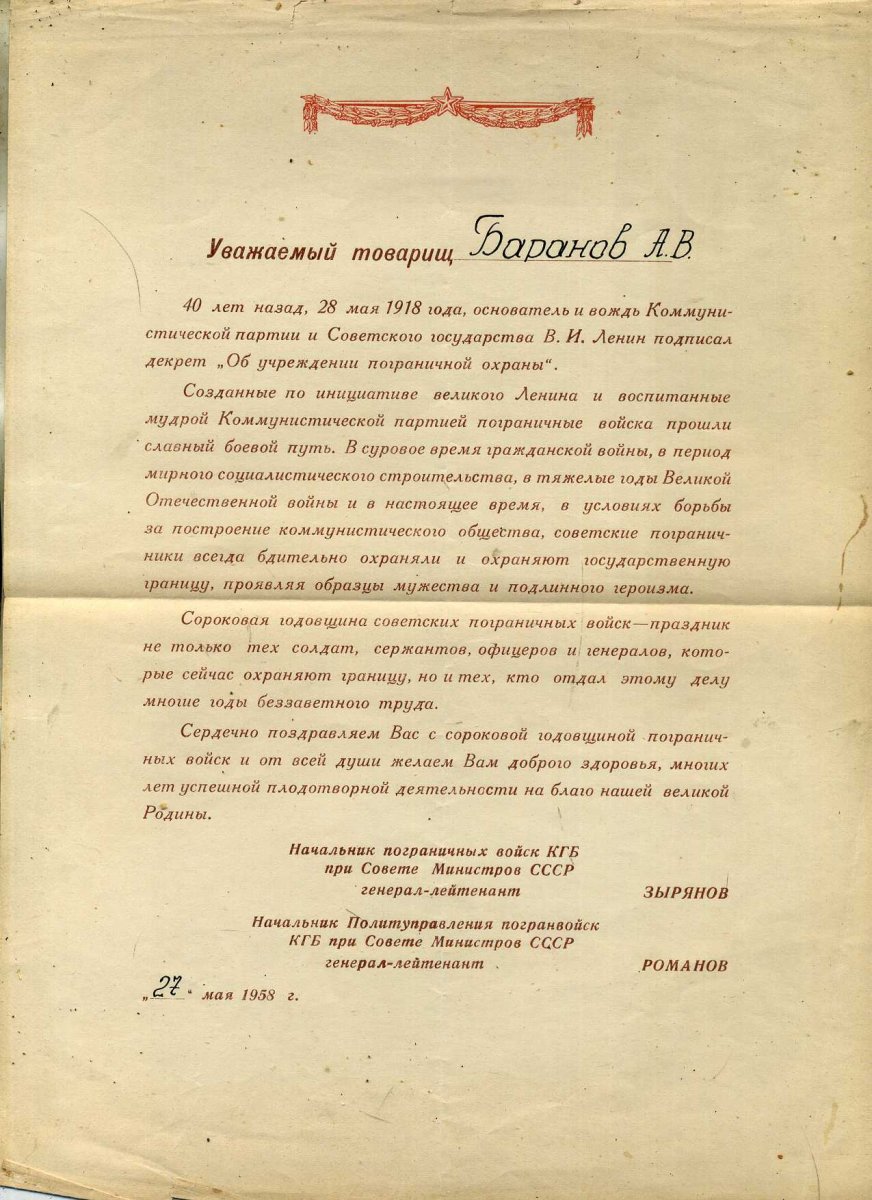 Уважаемый товарищ Баранов А.В.
40 лет назад, 28 мая 1918 года, основатель и вождь Коммуни-
стической партии и Советского государства В. И. Ленин подписал
декрет „Об учреждении пограничной охраны“.
Созданные по инициативе великого Ленина и воспитанные
мудрой Коммунистической партией пограничные войска прошли
славный боевой путь. В суровое время гражданской войны, в период
мирного социалистического строительства, в тяжелые годы Великой
Отечественной войны и в настоящее время, в условиях борьбы
за построение коммунистического общества, советские погранич-
ники всегда бдительно охраняли и охраняют государственную
границу, проявляя образцы мужества и подлинного героизма.
Сороковая годовщина советских пограничных войск—праздник
не только тех солдат, сержантов, офицеров и генералов, кото-
рые сейчас охраняют границу, но и тех, кто отдал этому делу
многие годы беззаветного труда.
Сердечно поздравляем Вас с сороковой годовщиной погранич-
ных войск и от всей души желаем Вам доброго здоровья, многих
лет успешной плодотворной деятельности на благо нашей великой
Родины.
Начальник пограничных войск КГБ
при Совете Министров СССР
генерал-лейтенант ЗЫРЯНОВ
Начальник Политуправления погранвойск
КГБ при Совете Министров СССР
генерал-лейтенант РОМАНОВ
„27“ мая 1958 г.